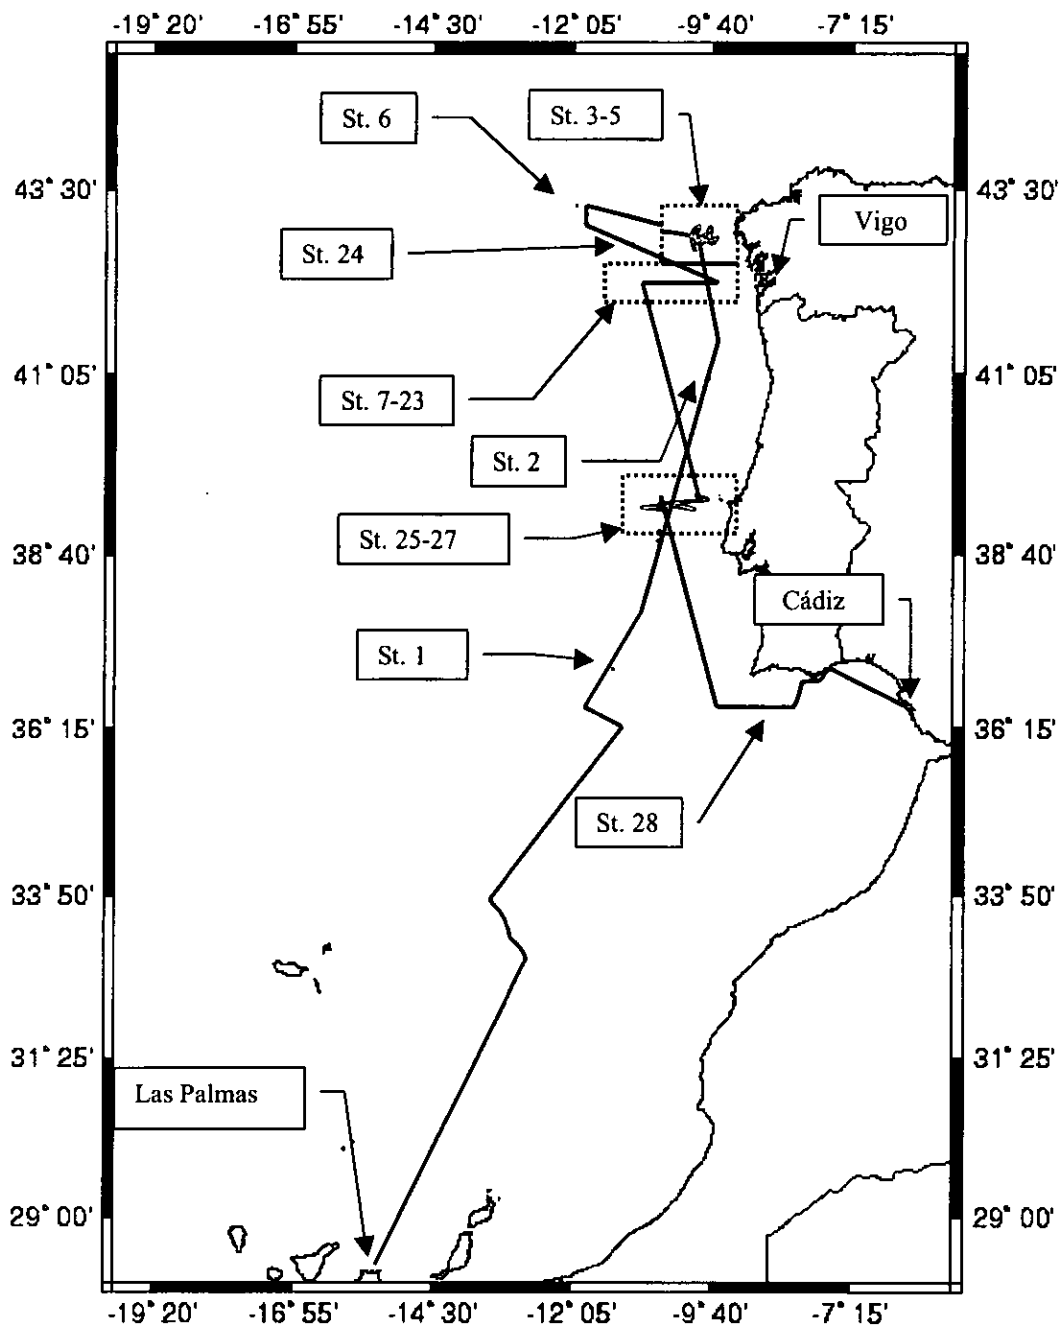 -19° 20' -16° 55' -14° 30' -12° 05' -9° 40' -7° 15'
St. 6
St. 3-5
43° 30' 43° 30'
Vigo
St. 24
41° 05' 41° 05'
St. 7-23
St. 2
St. 25-27
38° 40' 38° 40'
Cádiz
St. 1
36° 15' 36° 15'
St. 28
33° 50' 33° 50'
31° 25' 31° 25'
Las Palmas
29° 00' 29° 00'
-19° 20' -16° 55' -14° 30' -12° 05' -9° 40' -7° 15'